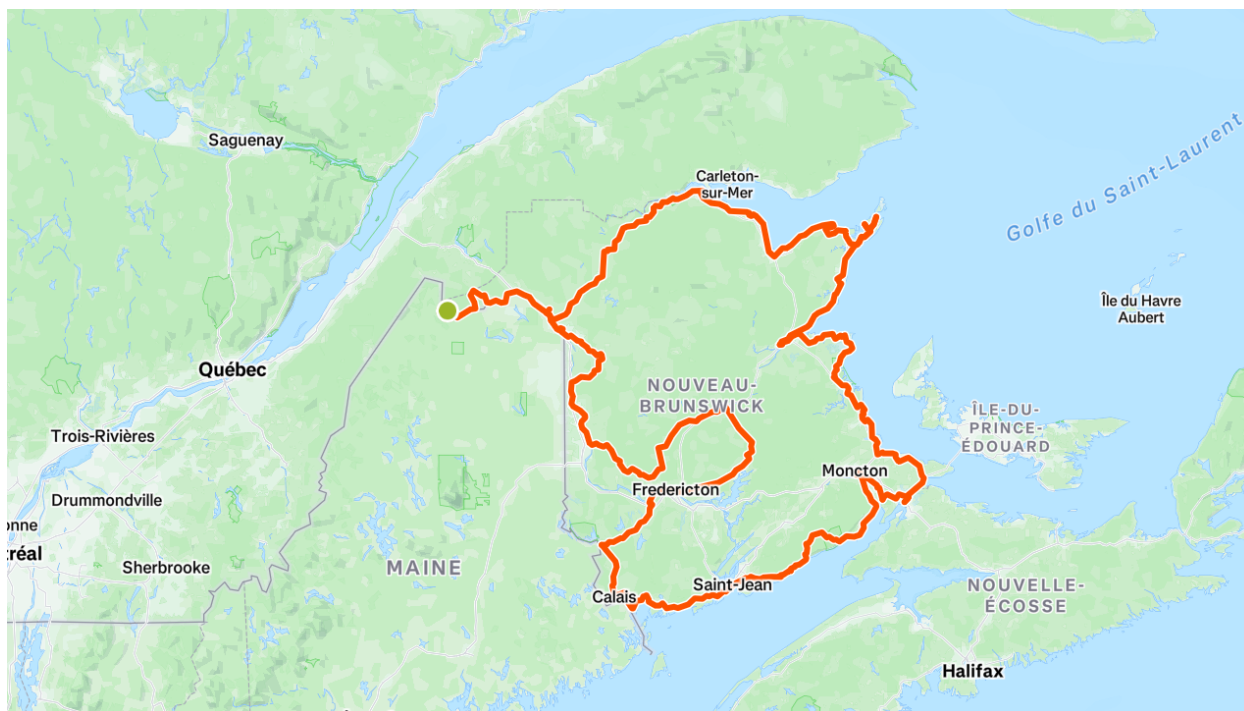 Saguenay
Carleton-
sur-Mer
Golfe du Saint-Laurent
Île du Havre
Aubert
Québec
NOUVEAU-
BRUNSWICK
ÎLE-DU-
PRINCE-
ÉDOUARD
Trois-Rivières
Moncton
Drummondville
Fredericton
onne
tréal
Sherbrooke
MAINE
Calais
Saint-Jean
NOUVELLE-
ÉCOSSE
Halifax